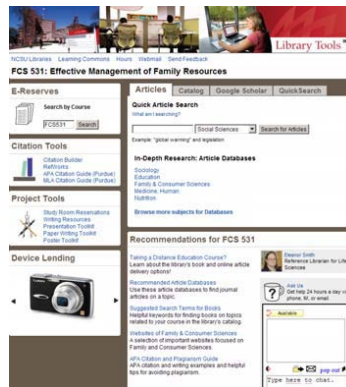 Library Tools
NCSU Libraries Learning Commons Hours Webmail Send Feedback
FCS 531: Effective Management of Family Resources
E-Reserves
Search by Course
FCS531
Search
Citation Tools
Citation Builder
RefWorks
APA Citation Guide (Purdue)
MLA Citation Guide (Purdue)
Project Tools
Study Room Reservations
Writing Resources
Presentation Toolkit
Paper Writing Toolkit
Poster Toolkit
Device Lending
Articles Catalog Google Scholar QuickSearch
Quick Article Search
What am I searching?
Social Sciences
Search for Articles
Example: "global warming" and legislation
In-Depth Research: Article Databases
Sociology
Education
Family & Consumer Sciences
Medicine, Human
Nutrition
Browse more subjects for Databases
Recommendations for FCS 531
Taking a Distance Education Course?
Learn about the library's book and online article
delivery options!
Recommended Article Databases
Use these article databases to find journal
articles on a topic.
Suggested Search Terms for Books
Helpful keywords for finding books on topics
related to your course in the library's catalog.
Websites of Family & Consumer Sciences
A selection of important websites focused on
Family and Consumer Sciences.
APA Citation and Plagiarism Guide
APA citation and writing examples and helpful
tips for avoiding plagiarism.
Eleanor Smith
Reference Librarian for Life
Sciences
Ask Us
Get help 24 hours a day via
phone, IM, or email.
Available
pop out
Type here to chat.